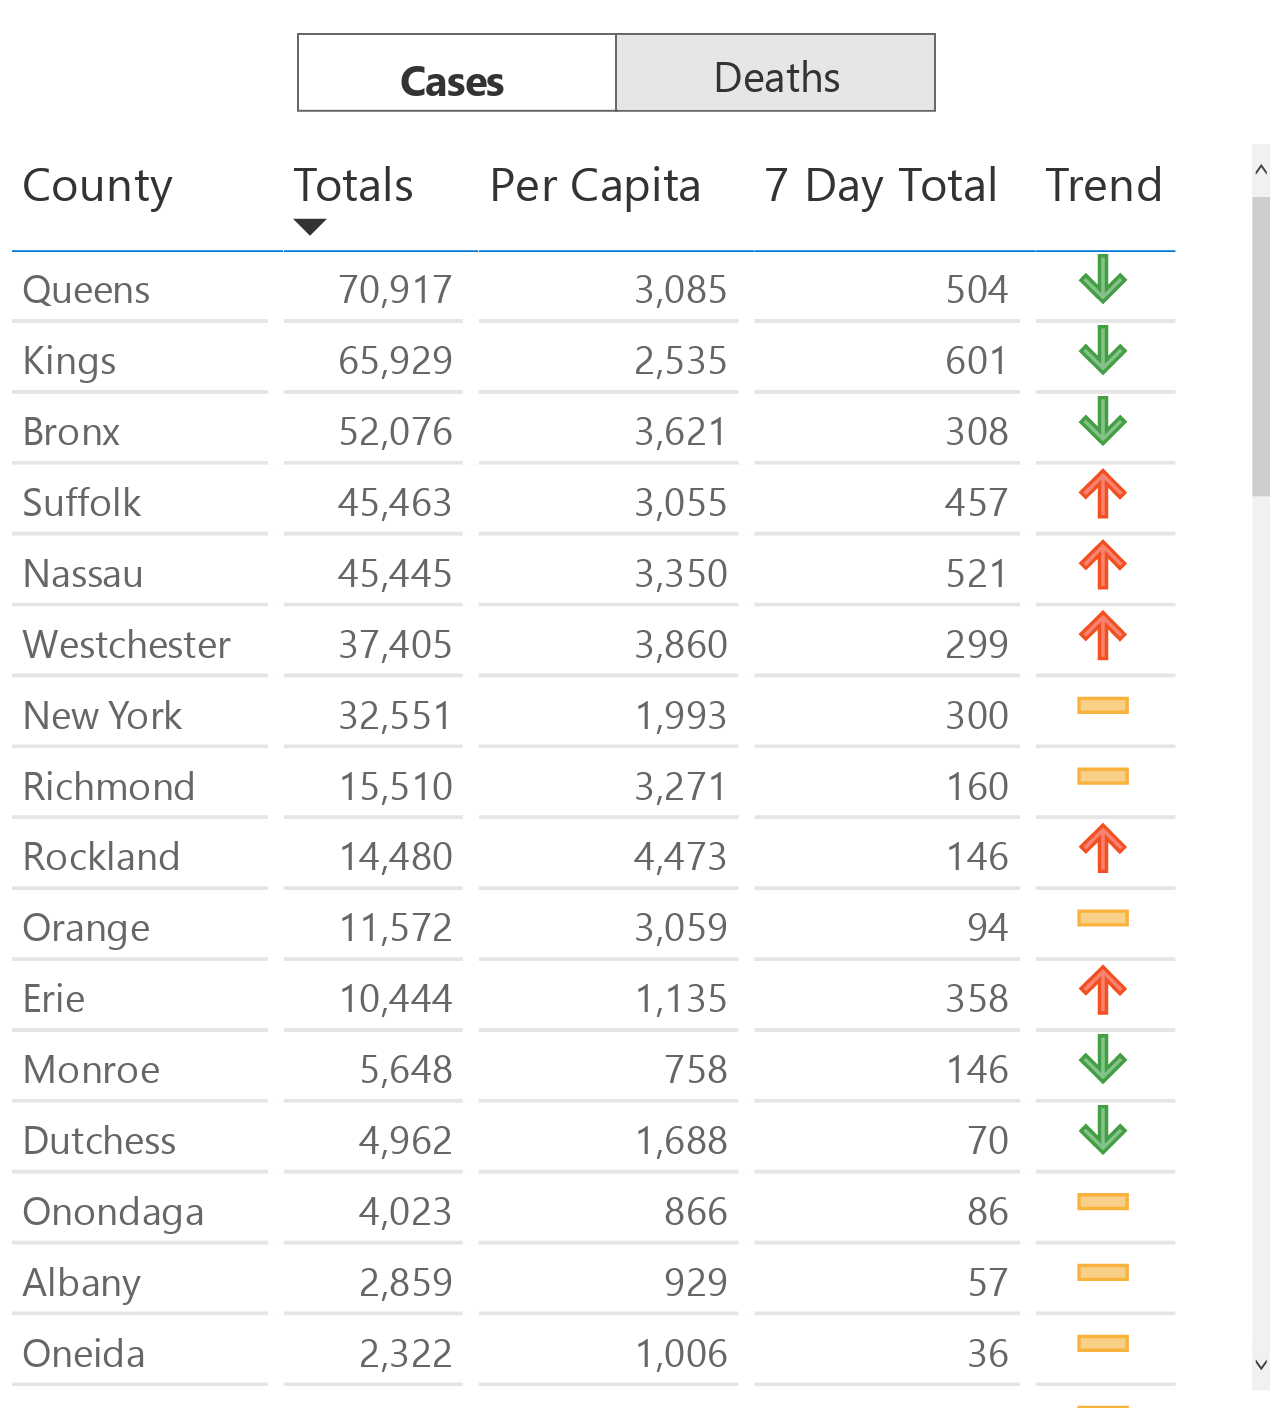 Cases Deaths
County Totals Per Capita 7 Day Total Trend
Queens 70,917 3,085 504
Kings 65,929 2,535 601
Bronx 52,076 3,621 308
Suffolk 45,463 3,055 457
Nassau 45,445 3,350 521
Westchester 37,405 3,860 299
New York 32,551 1,993 300
Richmond 15,510 3,271 160
Rockland 14,480 4,473 146
Orange 11,572 3,059 94
Erie 10,444 1,135 358
Monroe 5,648 758 146
Dutchess 4,962 1,688 70
Onondaga 4,023 866 86
Albany 2,859 929 57
Oneida 2,322 1,006 36